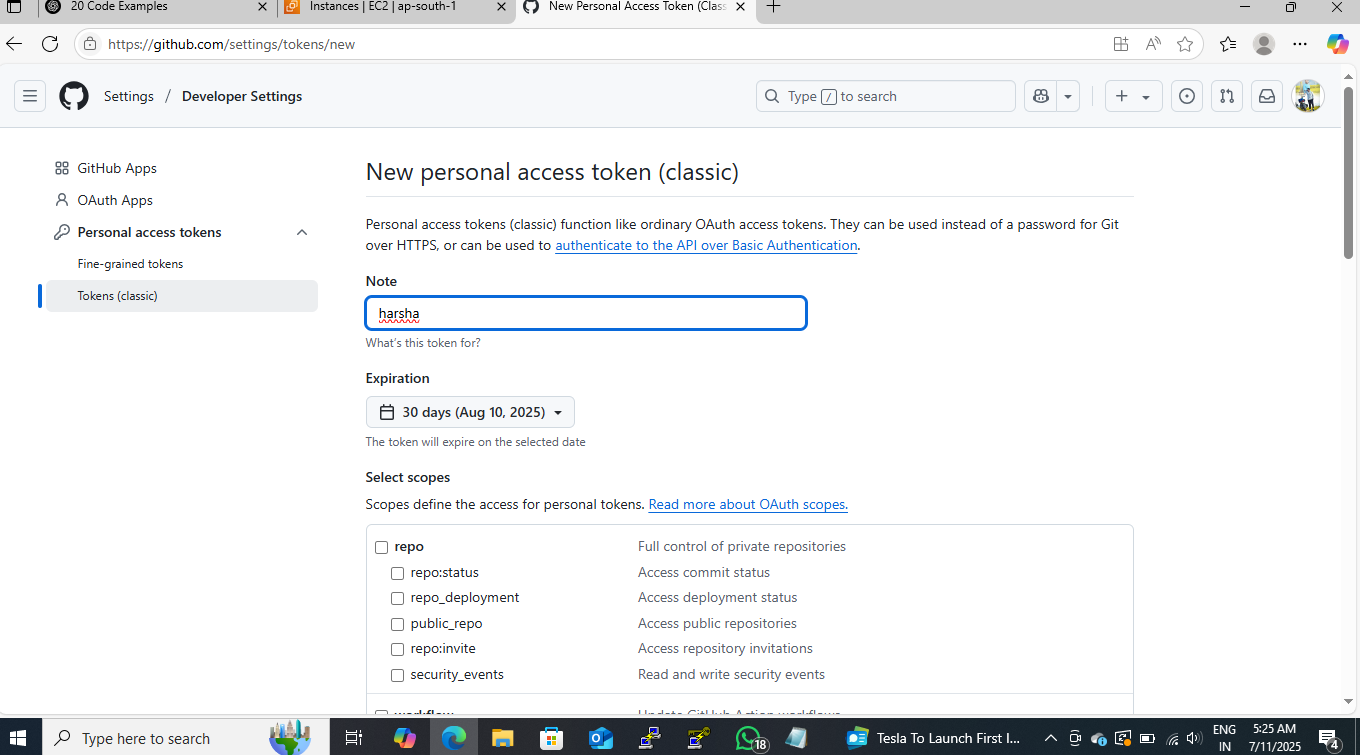 20 Code Examples
Instances | EC2 | ap-south-1
New Personal Access Token (Class
https://github.com/settings/tokens/new
Settings / Developer Settings
Type / to search
GitHub Apps
OAuth Apps
Personal access tokens
Fine-grained tokens
Tokens (classic)
New personal access token (classic)
Personal access tokens (classic) function like ordinary OAuth access tokens. They can be used instead of a password for Git
over HTTPS, or can be used to authenticate to the API over Basic Authentication.
Note
harsha
What's this token for?
Expiration
30 days (Aug 10, 2025)
The token will expire on the selected date
Select scopes
Scopes define the access for personal tokens. Read more about OAuth scopes.
repo Full control of private repositories
repo:status Access commit status
repo_deployment Access deployment status
public_repo Access public repositories
repo:invite Access repository invitations
security_events Read and write security events
workflow Update GitHub Action workflows
Type here to search
18
Tesla To Launch First I...
ENG
IN
5:25 AM
7/11/2025
4